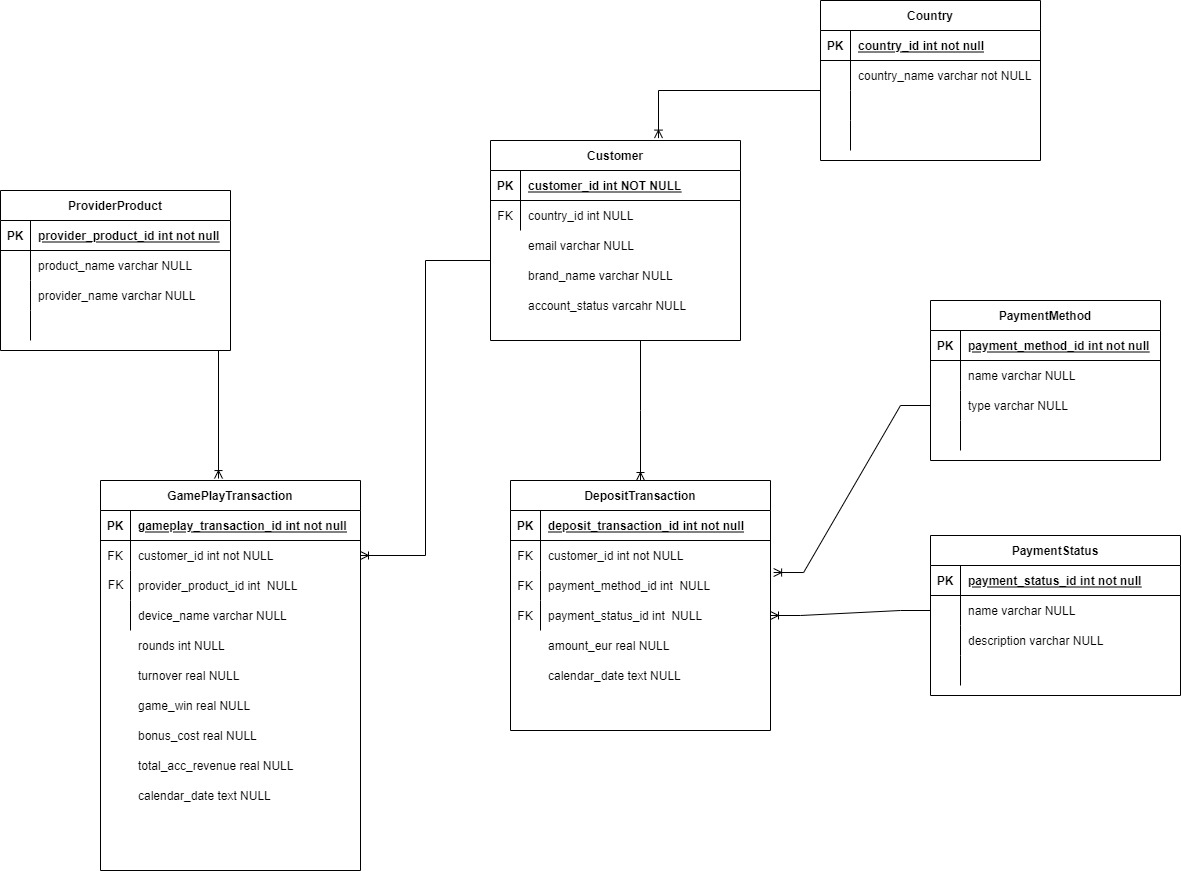 Country
PK country_id int not null
country_name varchar not NULL
Customer
PK customer_id int NOT NULL
FK country_id int NULL
email varchar NULL
brand_name varchar NULL
account_status varcahr NULL
ProviderProduct
PK provider_product_id int not null
product_name varchar NULL
provider_name varchar NULL
PaymentMethod
PK payment_method_id int not null
name varchar NULL
type varchar NULL
GamePlayTransaction
PK gameplay_transaction_id int not null
FK customer_id int not NULL
FK provider_product_id int NULL
device_name varchar NULL
rounds int NULL
turnover real NULL
game_win real NULL
bonus_cost real NULL
total_acc_revenue real NULL
calendar_date text NULL
DepositTransaction
PK deposit_transaction_id int not null
FK customer_id int not NULL
FK payment_method_id int NULL
FK payment_status_id int NULL
amount_eur real NULL
calendar_date text NULL
PaymentStatus
PK payment_status_id int not null
name varchar NULL
description varchar NULL